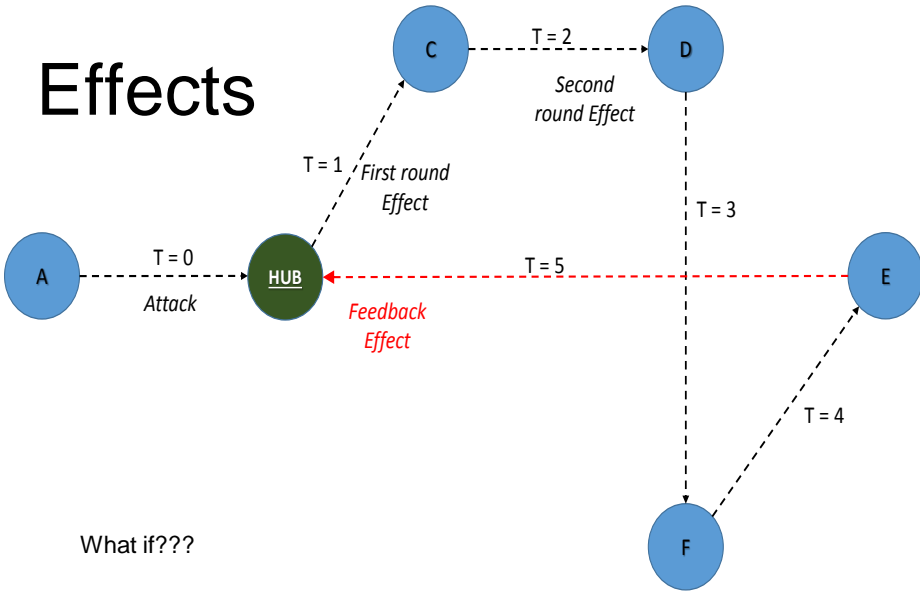 Effects
C
T = 2
D
Second
round Effect
T = 1
First round
Effect
T = 3
A
T = 0
Attack
HUB
T = 5
E
Feedback
Effect
T = 4
What if???
F